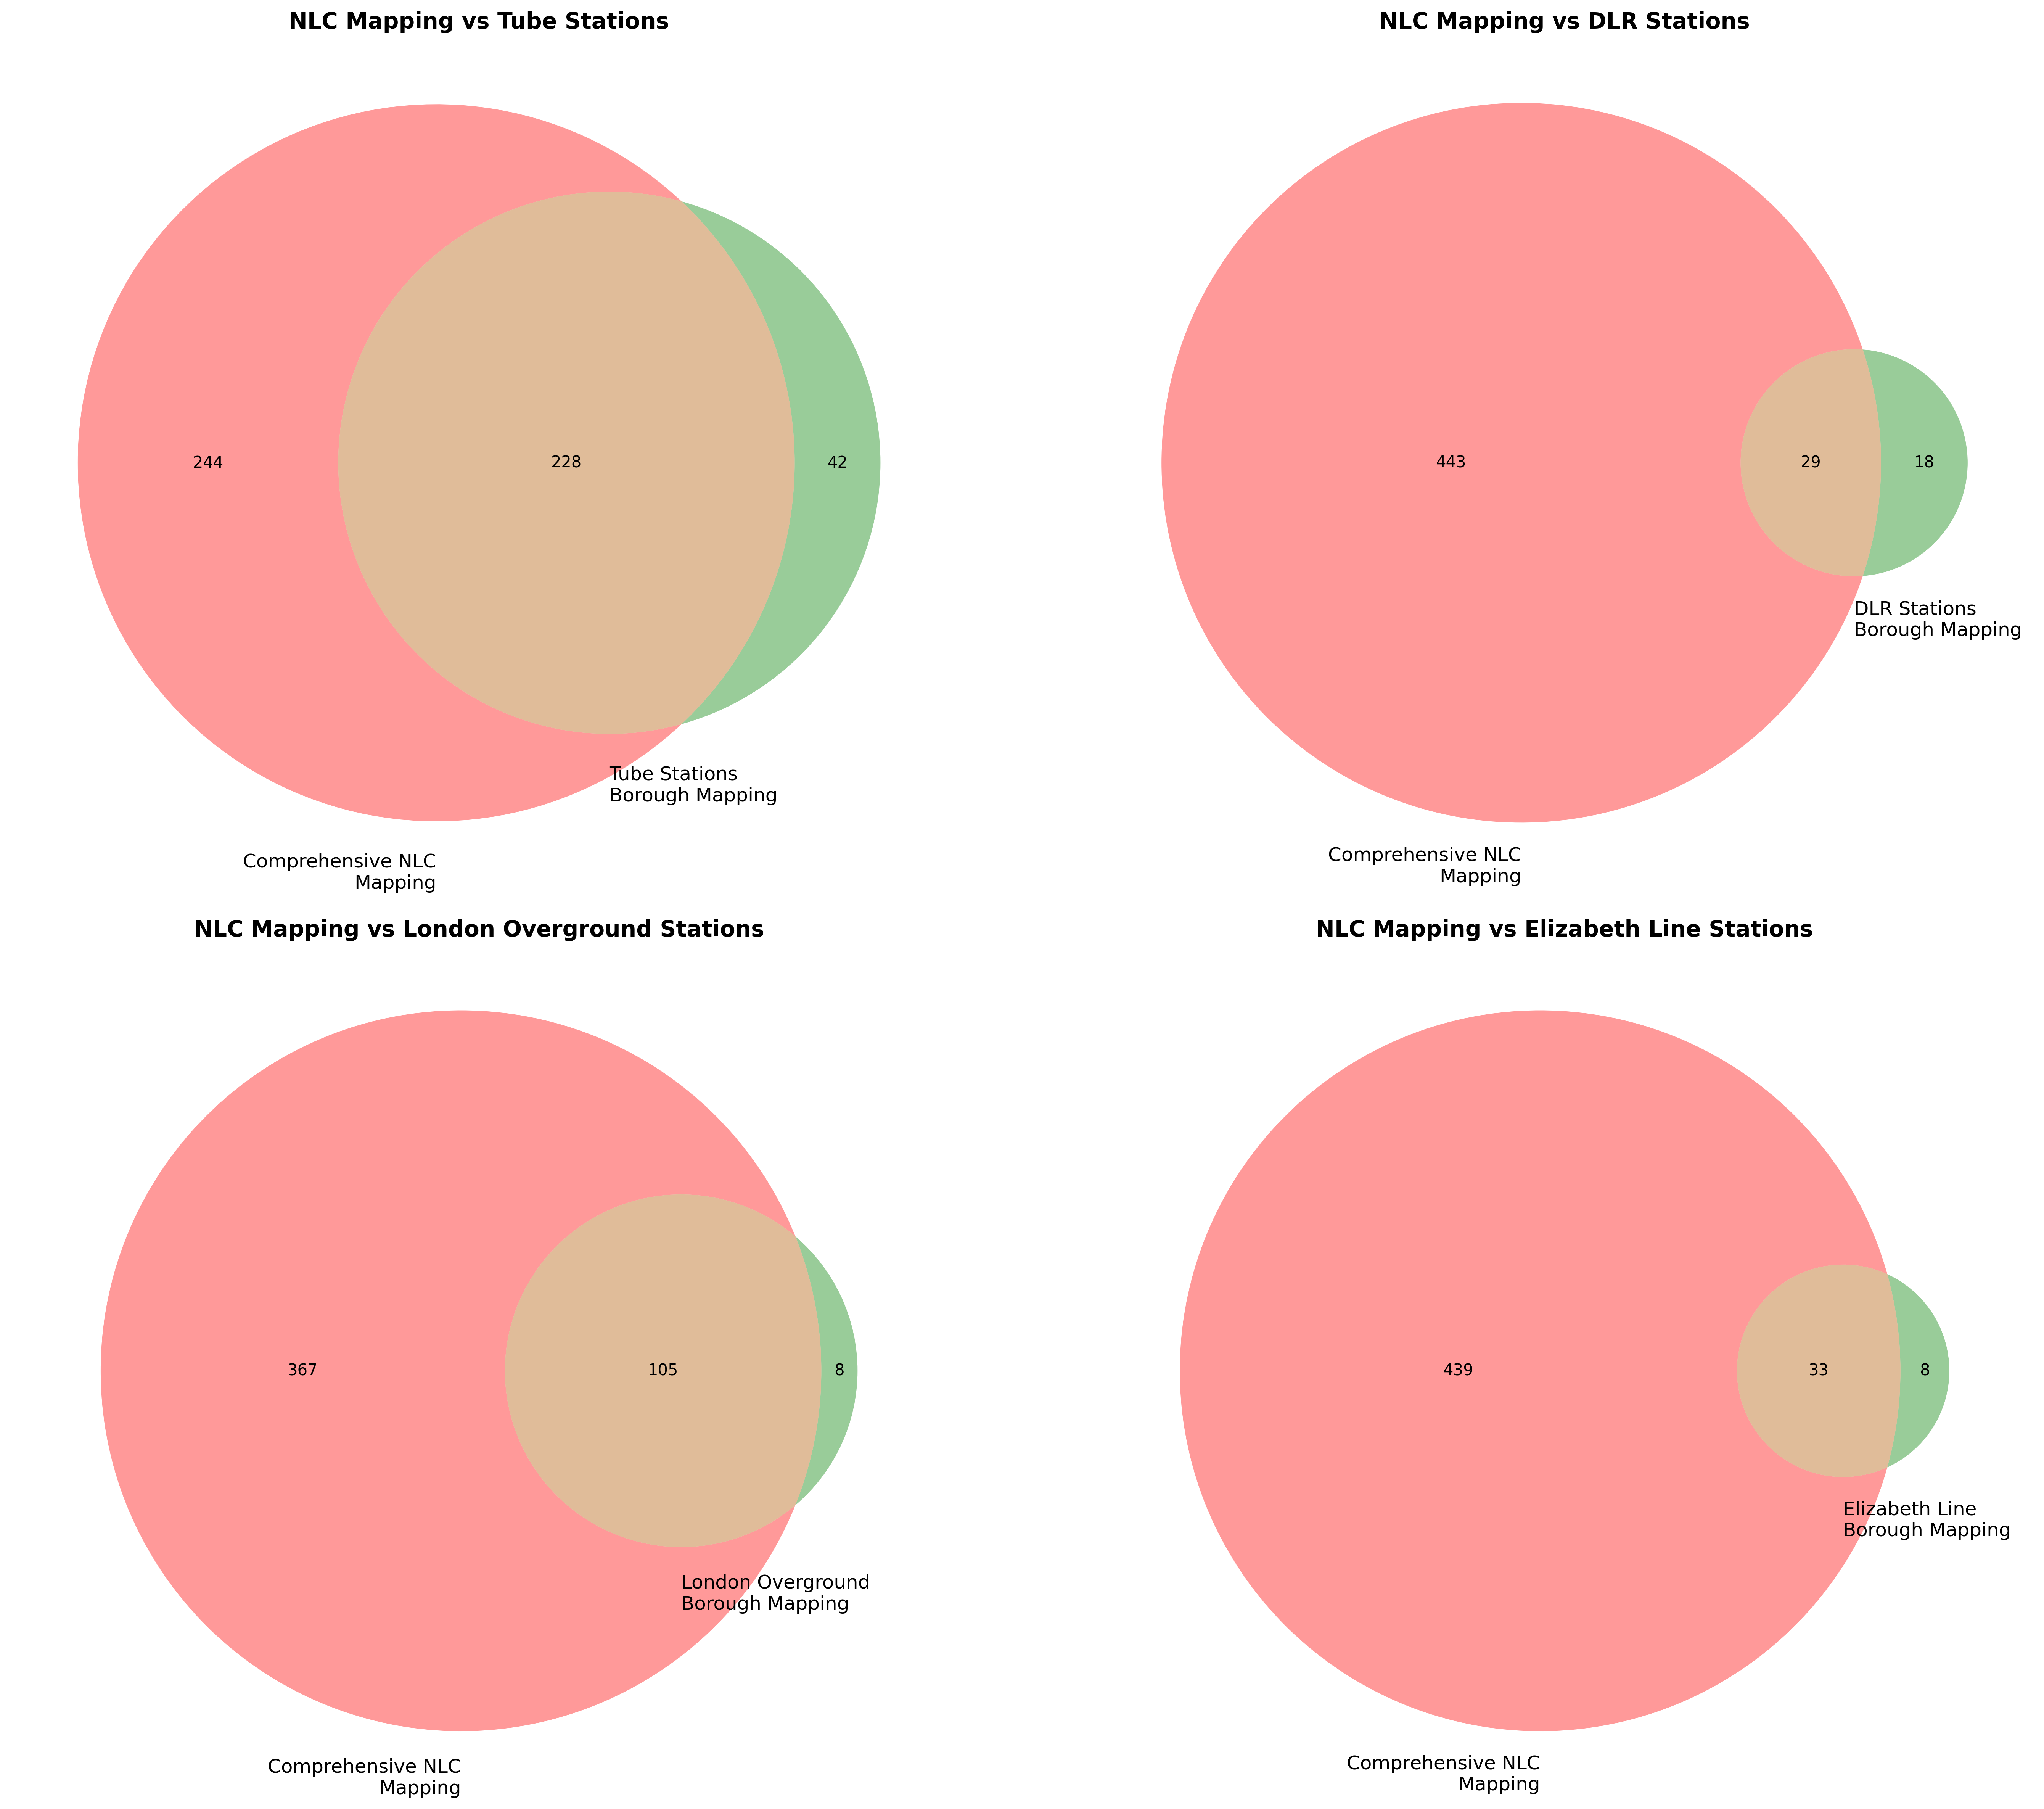 NLC Mapping vs Tube Stations
244
228
42
Tube Stations
Borough Mapping
Comprehensive NLC
Mapping
NLC Mapping vs DLR Stations
443
29
18
DLR Stations
Borough Mapping
Comprehensive NLC
Mapping
NLC Mapping vs London Overground Stations
367
105
8
London Overground
Borough Mapping
Comprehensive NLC
Mapping
NLC Mapping vs Elizabeth Line Stations
439
33
8
Elizabeth Line
Borough Mapping
Comprehensive NLC
Mapping